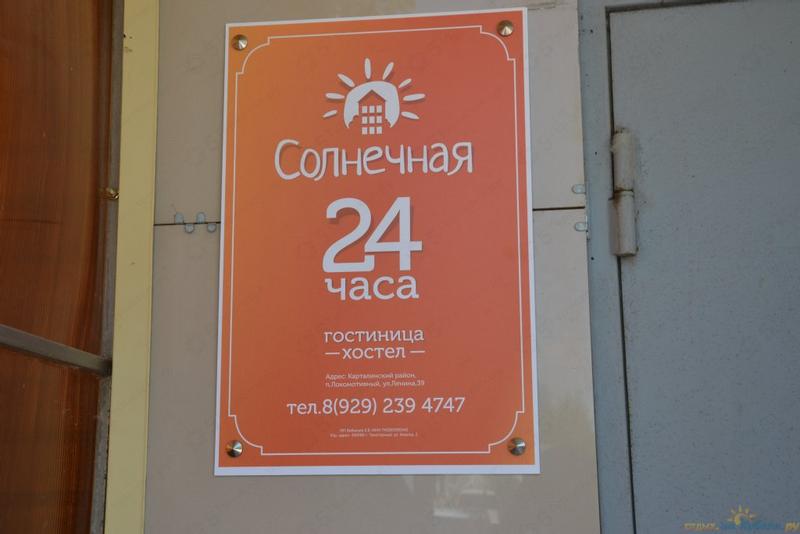 Солнечная
24
часа
гостиница
— хостел —
Адрес: Карталинский район,
п.Локомотивный, ул.Ленина,39
тел.8(929) 239 4747